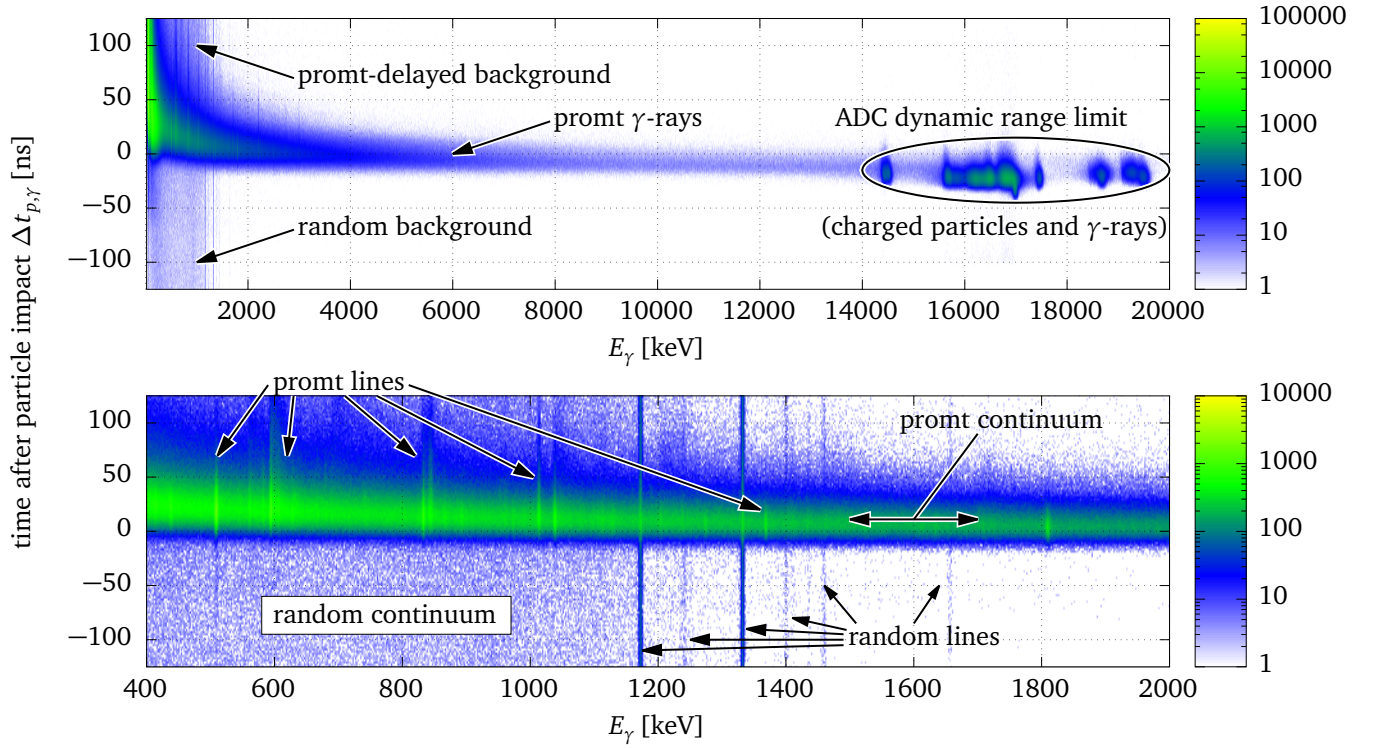 time after particle impact Δt_{p,γ} [ns]
100
50
0
−50
−100
promt-delayed background
promt γ-rays
ADC dynamic range limit
random background
(charged particles and γ-rays)
2000 4000 6000 8000 10000 12000 14000 16000 18000 20000
E_γ [keV]
100000
10000
1000
100
10
1
promt lines
100
50
0
−50
−100
promt continuum
random continuum
random lines
400 600 800 1000 1200 1400 1600 1800 2000
E_γ [keV]
10000
1000
100
10
1